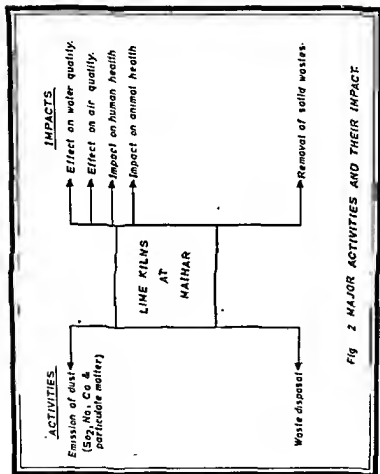 ACTIVITIES
Emission of dust
(So2, No, Co &
particulate matter)
Waste disposal
LIME KILNS
AT
MAIHAR
IMPACTS
Effect on water quality.
Effect on air quality.
Impact on human health
Impact on animal health
Removal of solid wastes.
Fig 2 MAJOR ACTIVITIES AND THEIR IMPACT.